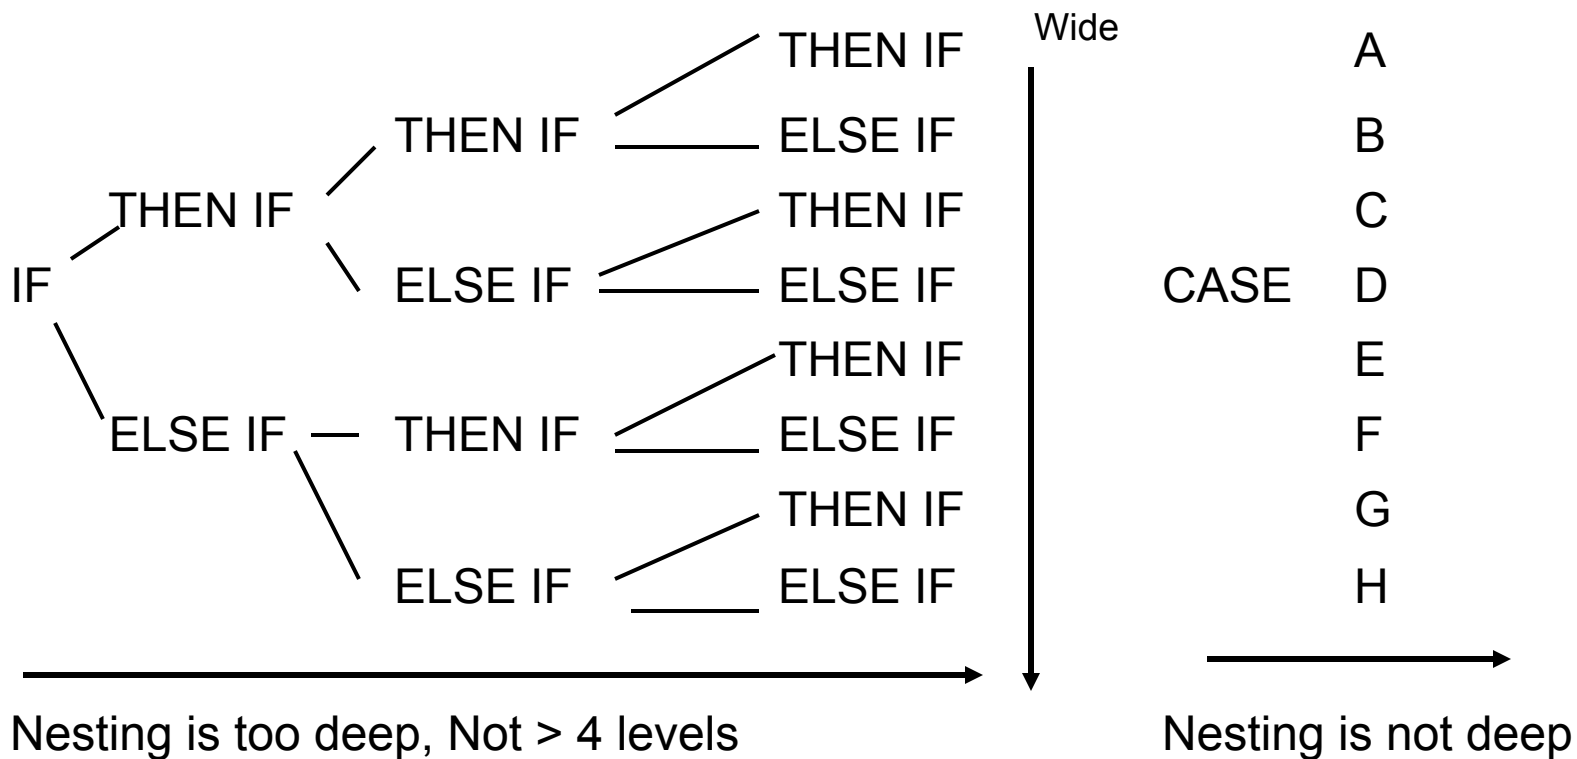 Wide
THEN IF A
THEN IF ELSE IF B
THEN IF THEN IF C
IF ELSE IF ELSE IF CASE D
THEN IF E
ELSE IF THEN IF ELSE IF F
THEN IF G
ELSE IF ELSE IF H
Nesting is too deep, Not > 4 levels Nesting is not deep